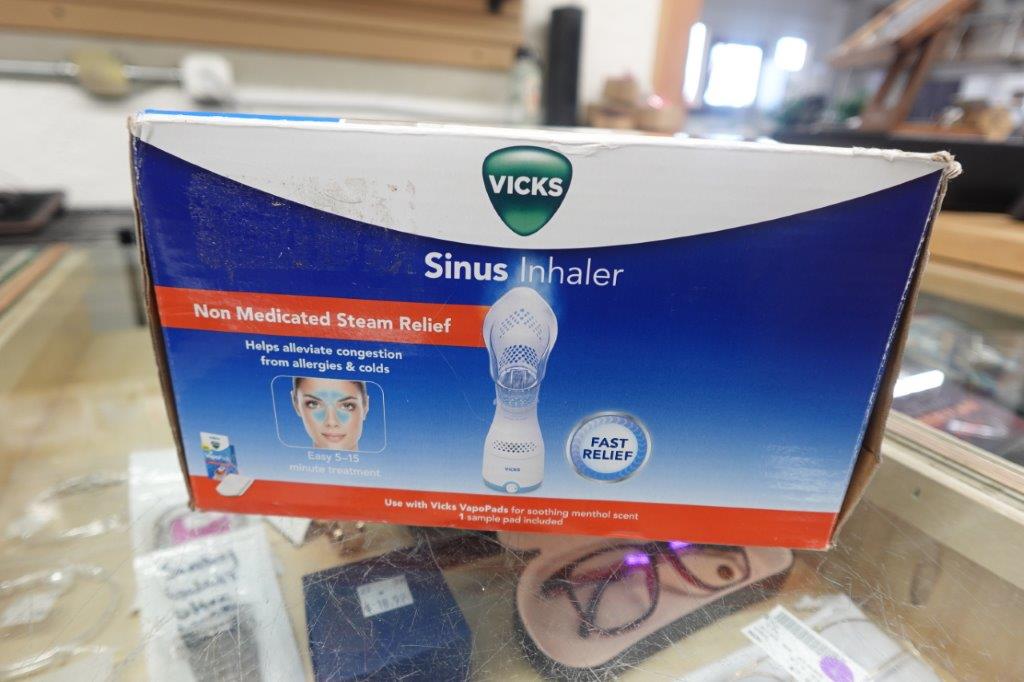 VICKS
Sinus Inhaler
Non Medicated Steam Relief
Helps alleviate congestion
from allergies & colds
Easy 5-15
minute treatment
VICKS
FAST
RELIEF
Use with Vicks VapoPads for soothing menthol scent
1 sample pad included